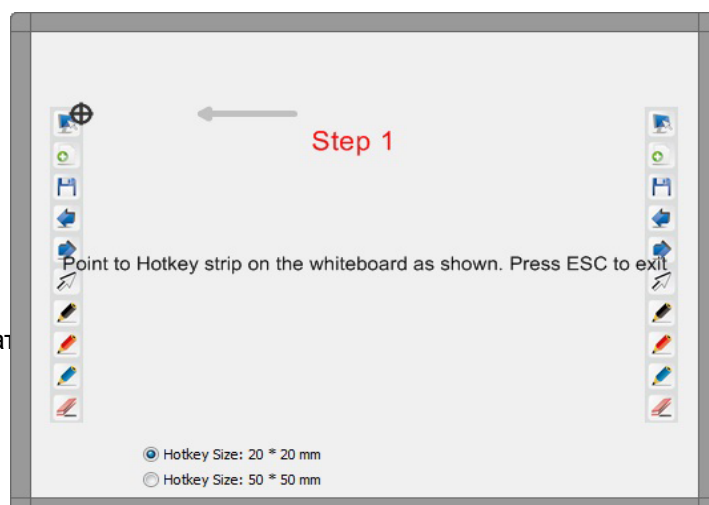 Step 1
Point to Hotkey strip on the whiteboard as shown. Press ESC to exit
ат
Hotkey Size: 20 * 20 mm
Hotkey Size: 50 * 50 mm